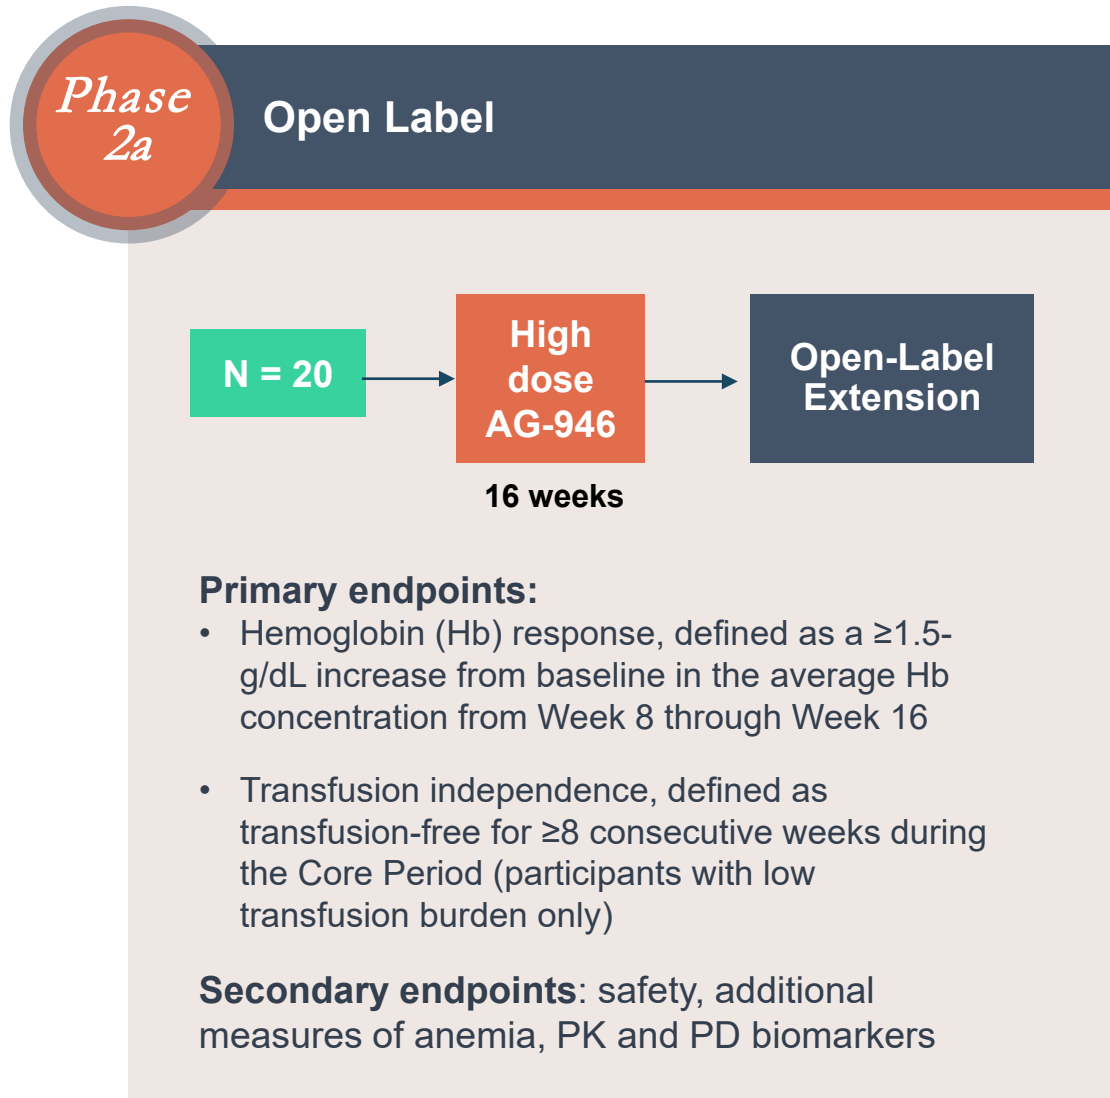 Phase
2a
Open Label
N = 20
High
dose
AG-946
Open-Label
Extension
16 weeks
Primary endpoints:
• Hemoglobin (Hb) response, defined as a ≥1.5-
g/dL increase from baseline in the average Hb
concentration from Week 8 through Week 16
• Transfusion independence, defined as
transfusion-free for ≥8 consecutive weeks during
the Core Period (participants with low
transfusion burden only)
Secondary endpoints: safety, additional
measures of anemia, PK and PD biomarkers